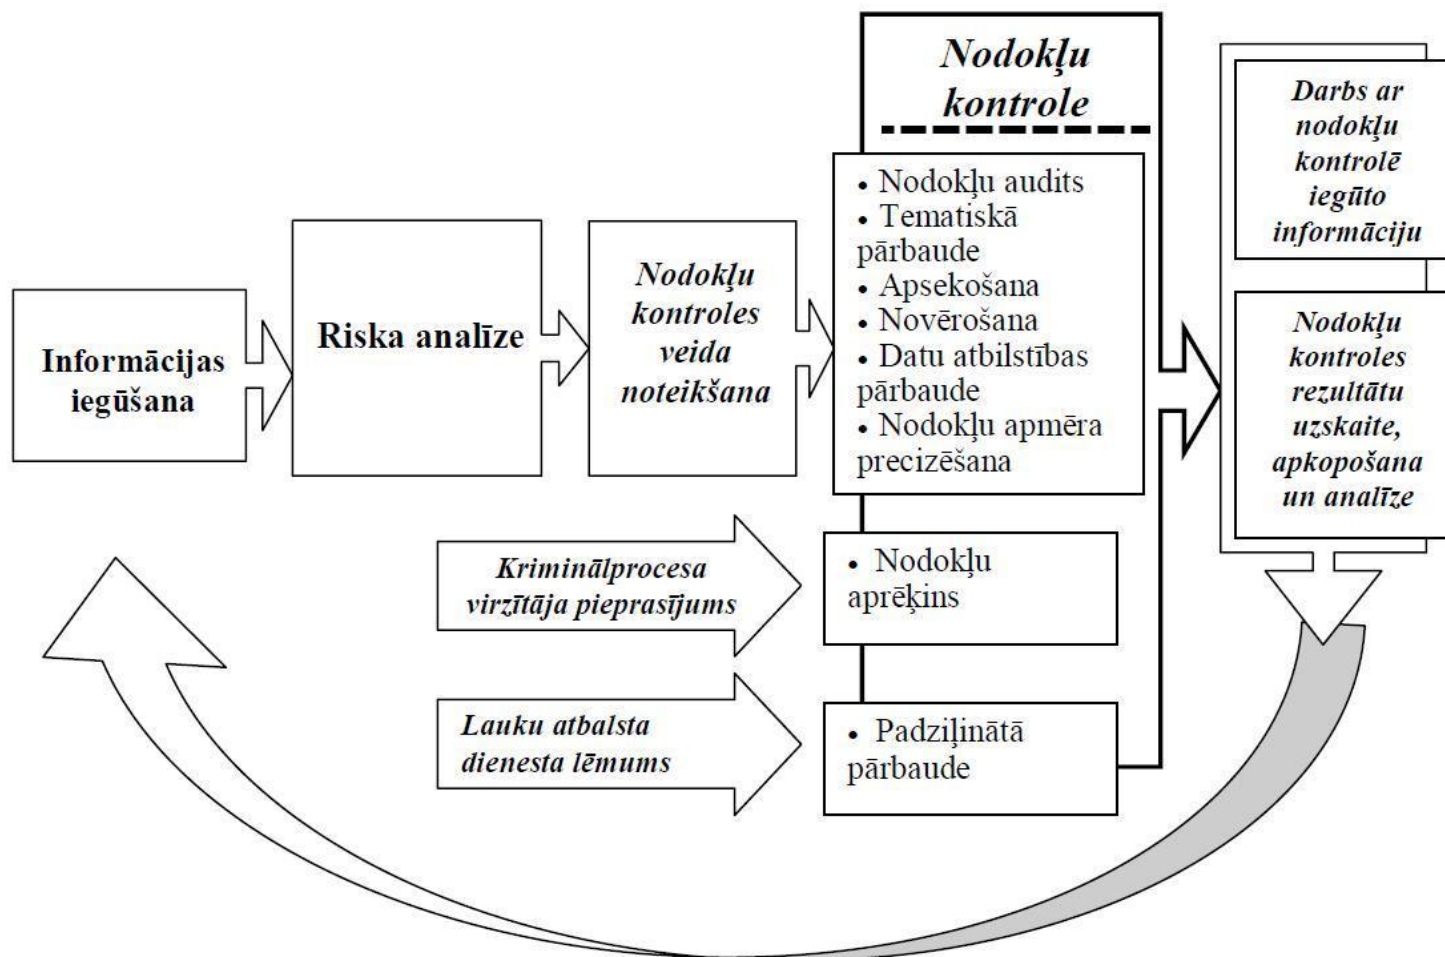 Informācijas
iegūšana
Riska analīze
Nodokļu
kontroles
veida
noteikšana
Nodokļu
kontrole
• Nodokļu audits
• Tematiskā
pārbaude
• Apsekošana
• Novērošana
• Datu atbilstības
pārbaude
• Nodokļu apmēra
precizēšana
Kriminālprocesa
virzītāja pieprasījums
• Nodokļu
aprēķins
Lauku atbalsta
dienesta lēmums
• Padziļinātā
pārbaude
Darbs ar
nodokļu
kontrolē
iegūto
informāciju
Nodokļu
kontroles
rezultātu
uzskaite,
apkopošana
un analīze